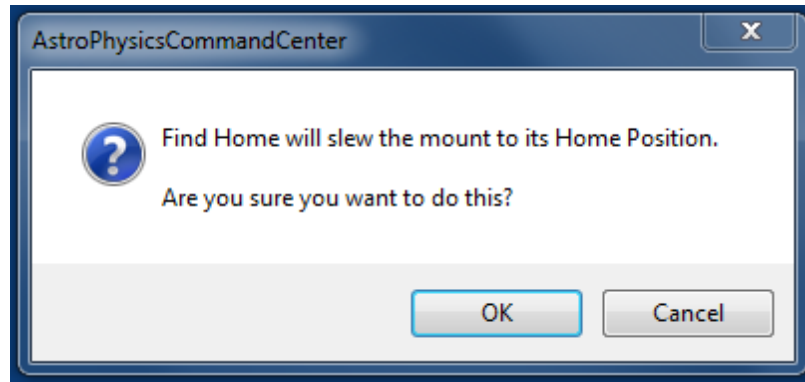 AstroPhysicsCommandCenter
Find Home will slew the mount to its Home Position.
Are you sure you want to do this?
OK
Cancel